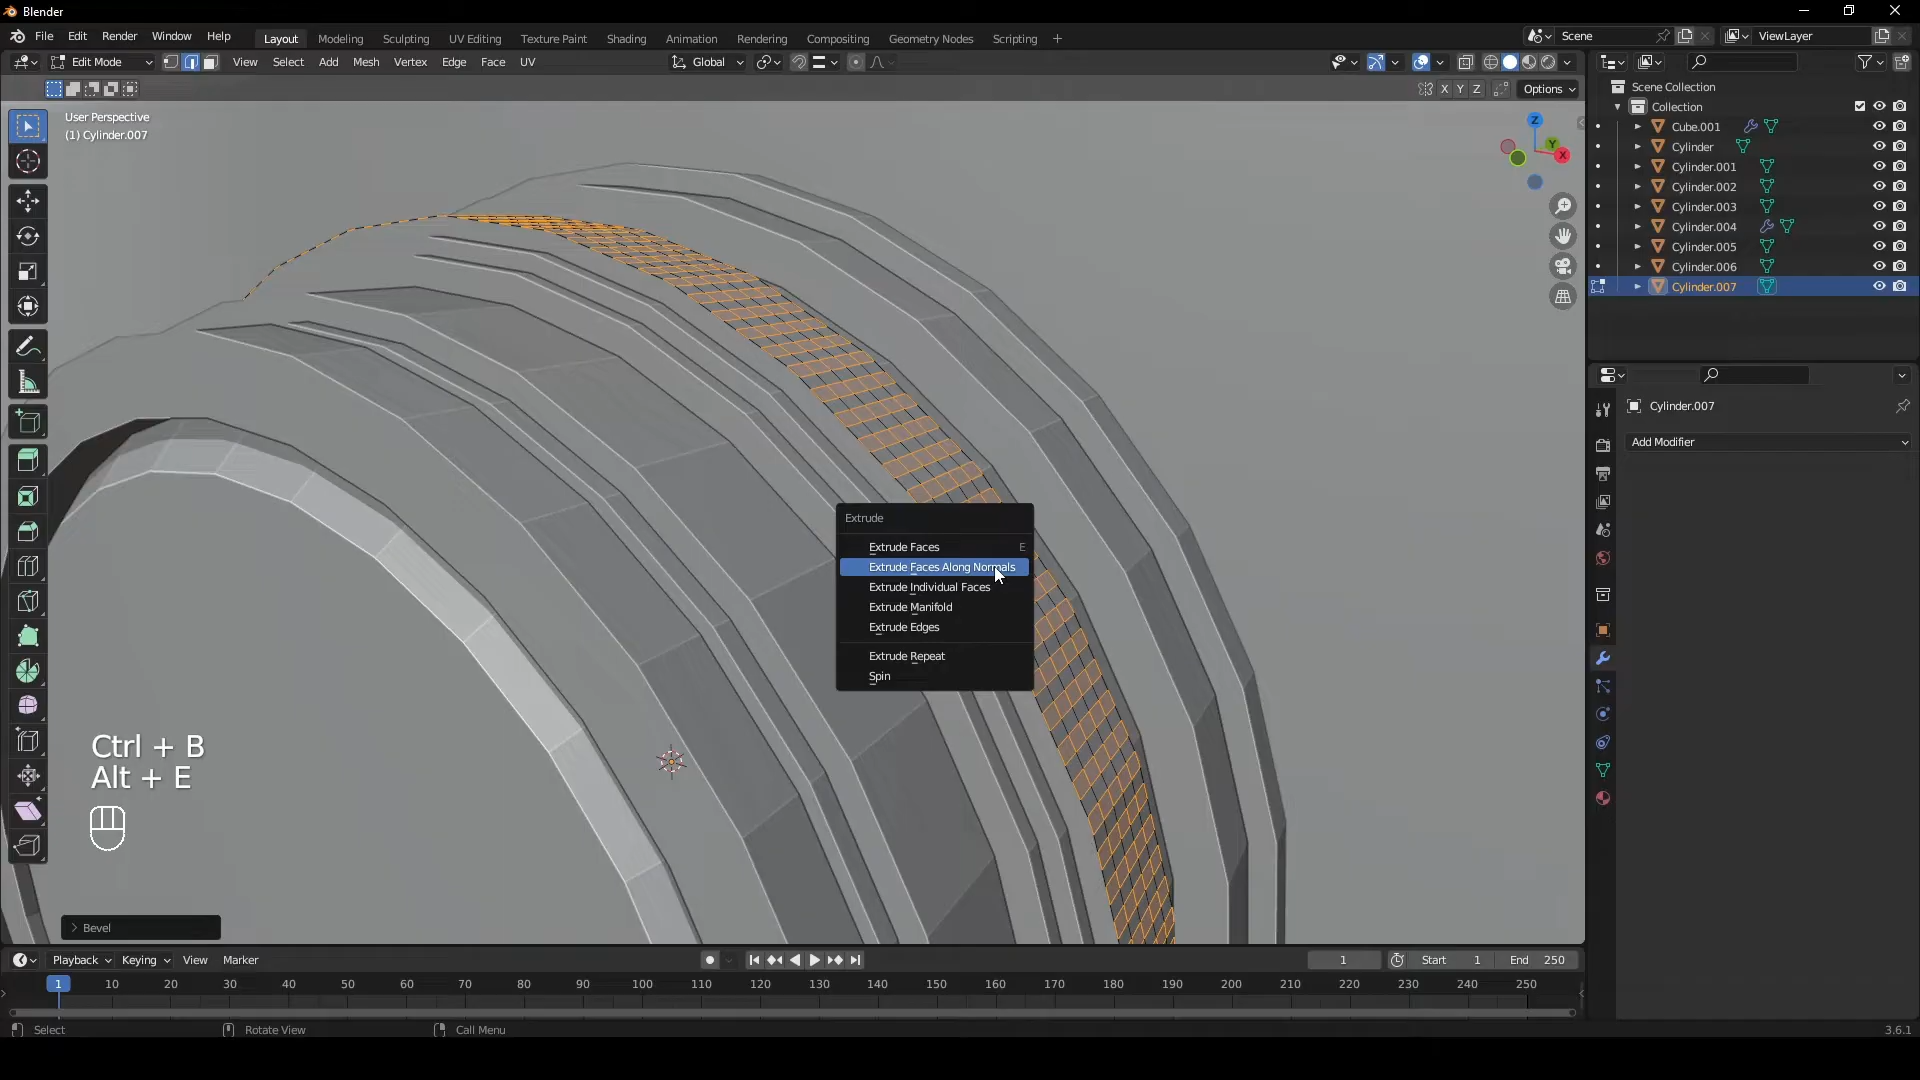 Blender
File Edit Render Window Help
Layout Modeling Sculpting UV Editing Texture Paint Shading Animation Rendering Compositing Geometry Nodes Scripting +
Scene
ViewLayer
Edit Mode View Select Add Mesh Vertex Edge Face UV
Global
X Y Z Options
User Perspective
(1) Cylinder.007
Z
Y
X
Scene Collection
Collection
Cube.001
Cylinder
Cylinder.001
Cylinder.002
Cylinder.003
Cylinder.004
Cylinder.005
Cylinder.006
Cylinder.007
Cylinder.007
Add Modifier
Extrude
Extrude Faces E
Extrude Faces Along Normals
Extrude Individual Faces
Extrude Manifold
Extrude Edges
Extrude Repeat
Spin
Ctrl + B
Alt + E
Bevel
Playback Keying View Marker
1 Start 1 End 250
1 10 20 30 40 50 60 70 80 90 100 110 120 130 140 150 160 170 180 190 200 210 220 230 240 250
Select Rotate View Call Menu
3.6.1